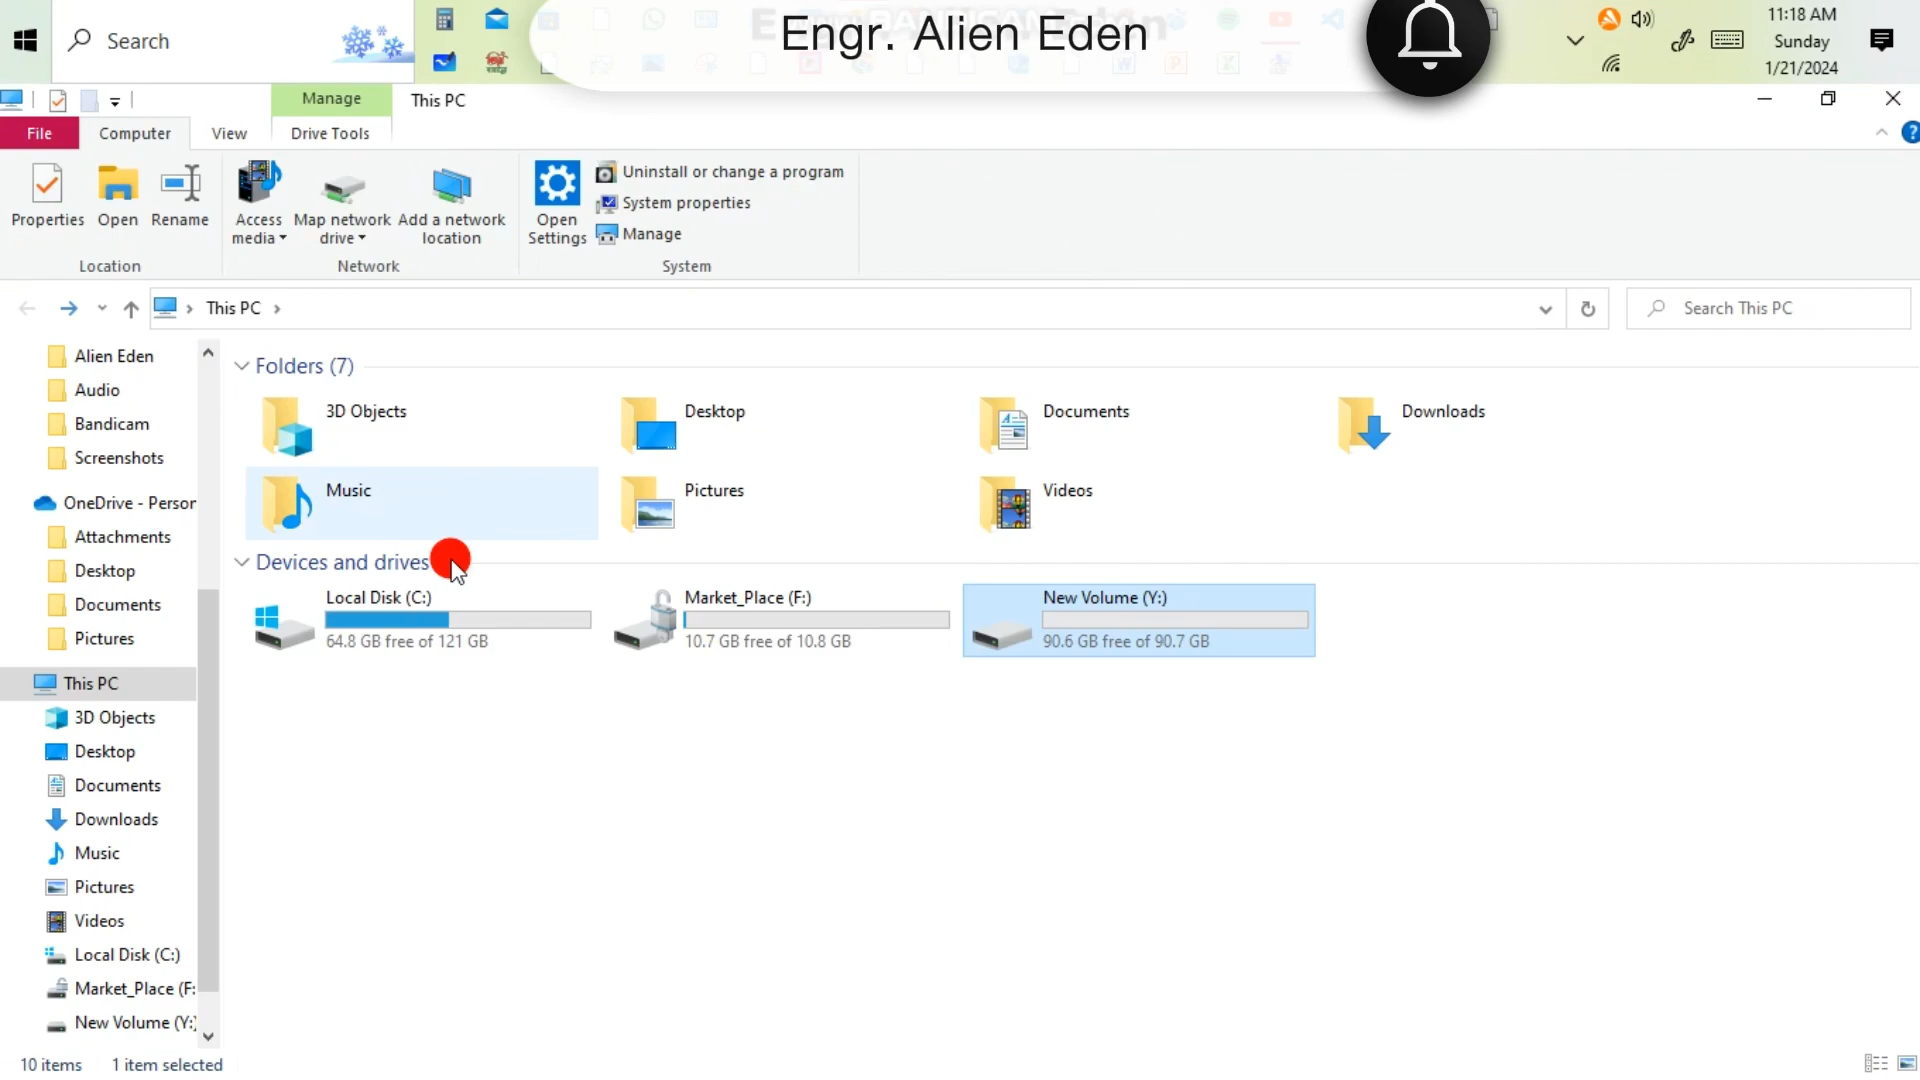 Search
Engr. Alien Eden
11:18 AM
Sunday
1/21/2024
Manage
This PC
File
Computer
View
Drive Tools
Properties
Open
Rename
Access
media
Map network
drive
Add a network
location
Open
Settings
Uninstall or change a program
System properties
Manage
Location
Network
System
This PC
Search This PC
Alien Eden
Audio
Bandicam
Screenshots
OneDrive - Person
Attachments
Desktop
Documents
Pictures
This PC
3D Objects
Desktop
Documents
Downloads
Music
Pictures
Videos
Local Disk (C:)
Market_Place (F:
New Volume (Y:)
Folders (7)
3D Objects
Desktop
Documents
Downloads
Music
Pictures
Videos
Devices and drives
Local Disk (C:)
64.8 GB free of 121 GB
Market_Place (F:)
10.7 GB free of 10.8 GB
New Volume (Y:)
90.6 GB free of 90.7 GB
10 items
1 item selected